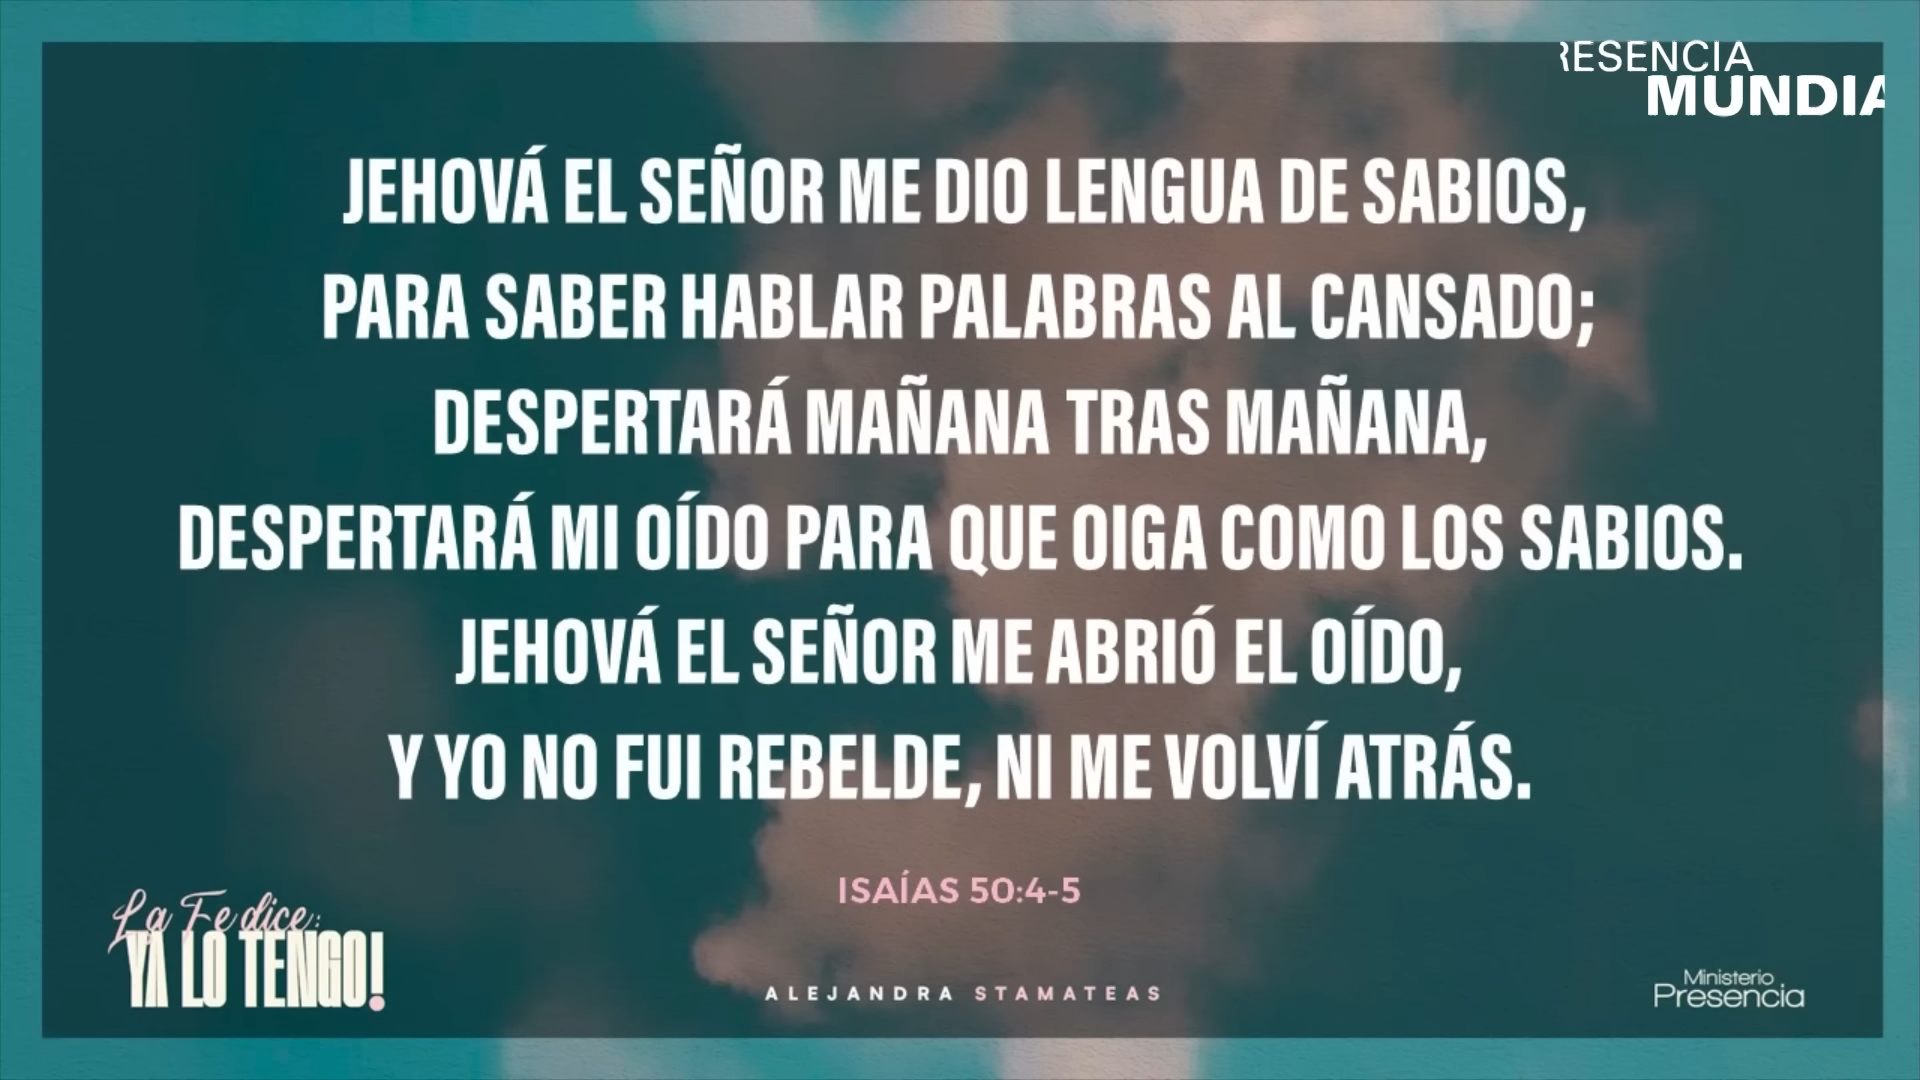 RESENCIA
MUNDIA
JEHOVÁ EL SEÑOR ME DIO LENGUA DE SABIOS,
PARA SABER HABLAR PALABRAS AL CANSADO;
DESPERTARÁ MAÑANA TRAS MAÑANA,
DESPERTARÁ MI OÍDO PARA QUE OIGA COMO LOS SABIOS.
JEHOVÁ EL SEÑOR ME ABRIÓ EL OÍDO,
Y YO NO FUI REBELDE, NI ME VOLVÍ ATRÁS.
ISAÍAS 50:4-5
La Fe dice:
YA LO TENGO!
ALEJANDRA STAMATEAS
Ministerio
Presencia